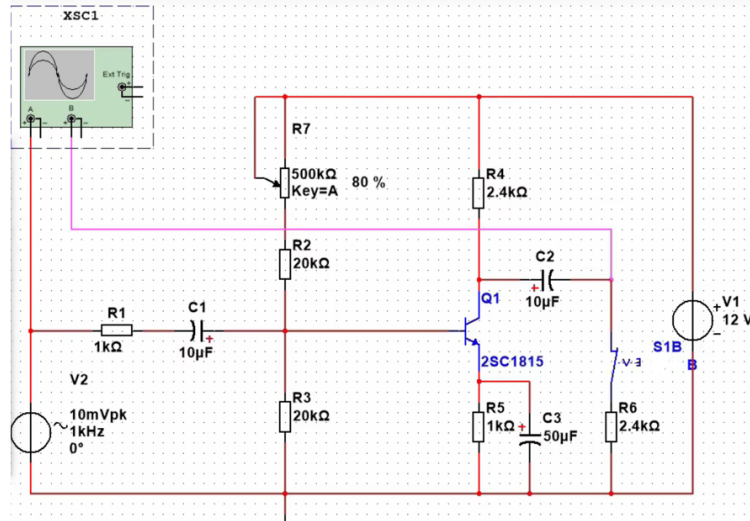 XSC1
Ext Trig
+
−
A
B
+ −
+ −
R7
500kΩ
Key=A
80 %
R4
2.4kΩ
R2
20kΩ
C2
+
10µF
Q1
2SC1815
R1
1kΩ
C1
+
10µF
V1
+
12 V
−
S1B
B
V2
10mVpk
1kHz
0°
R3
20kΩ
R5
1kΩ
C3
+
50µF
R6
2.4kΩ